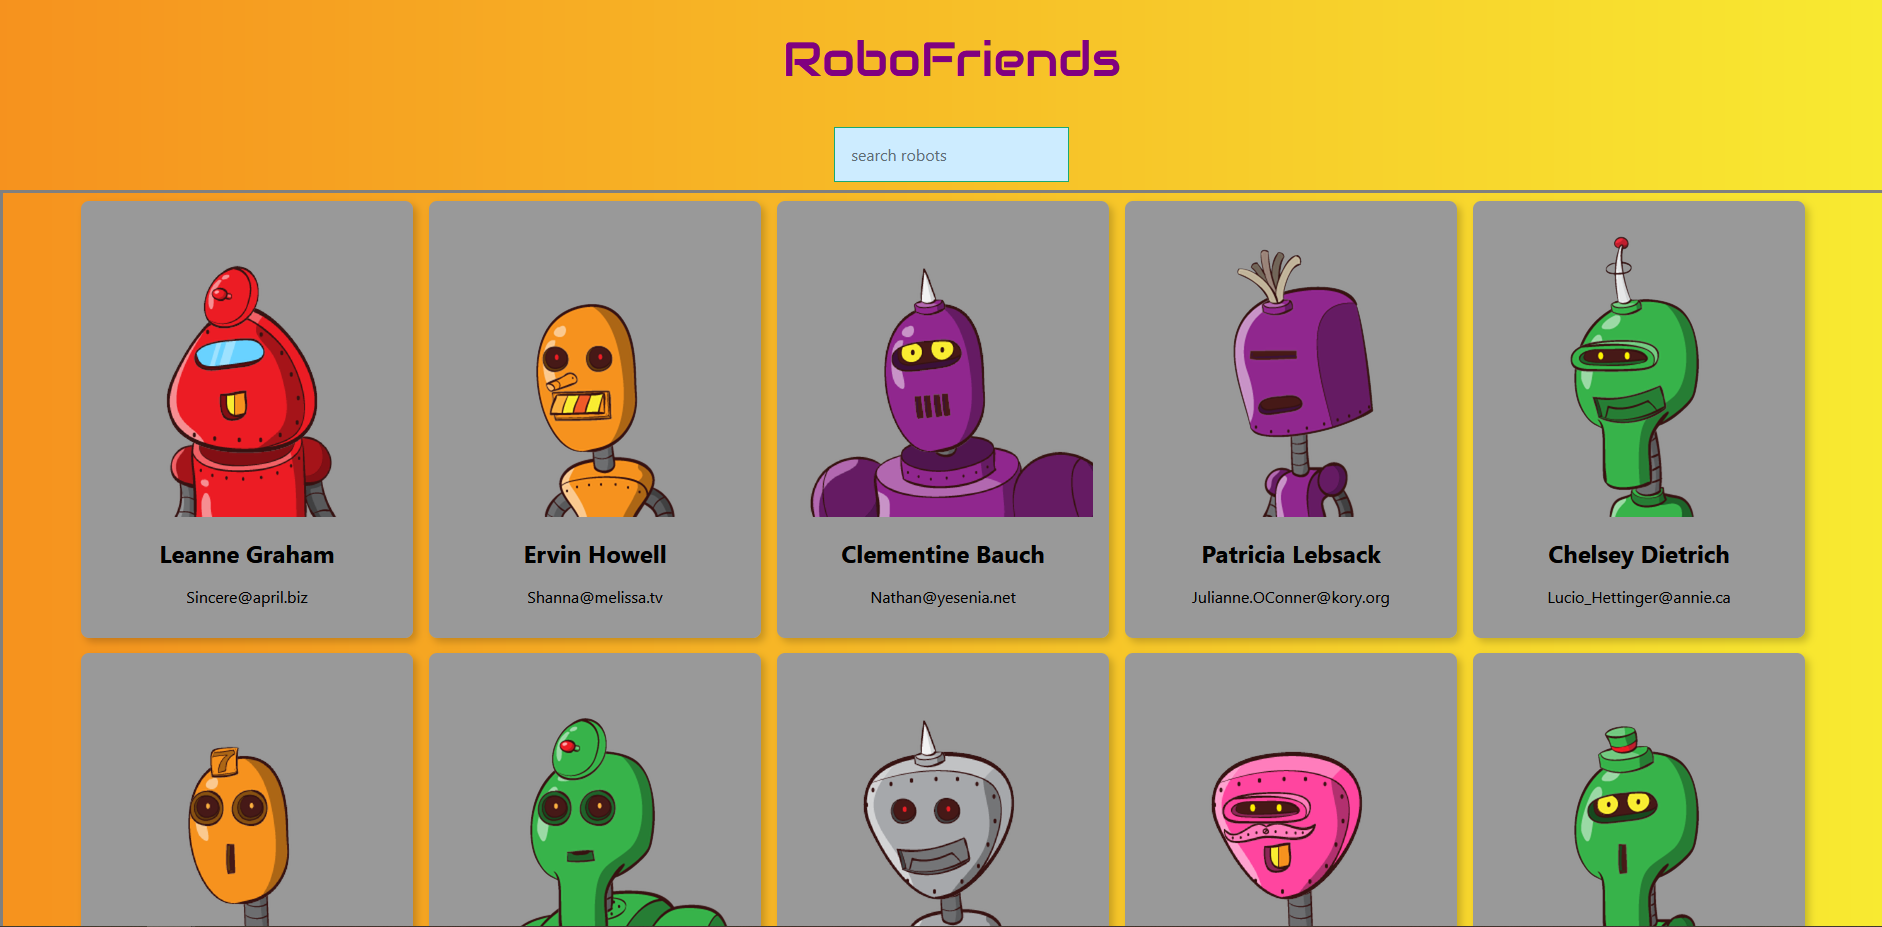 RoboFriends
search robots
Leanne Graham
Ervin Howell
Clementine Bauch
Patricia Lebsack
Chelsey Dietrich
Sincere@april.biz
Shanna@melissa.tv
Nathan@yesenia.net
Julianne.OConner@kory.org
Lucio_Hettinger@annie.ca
7